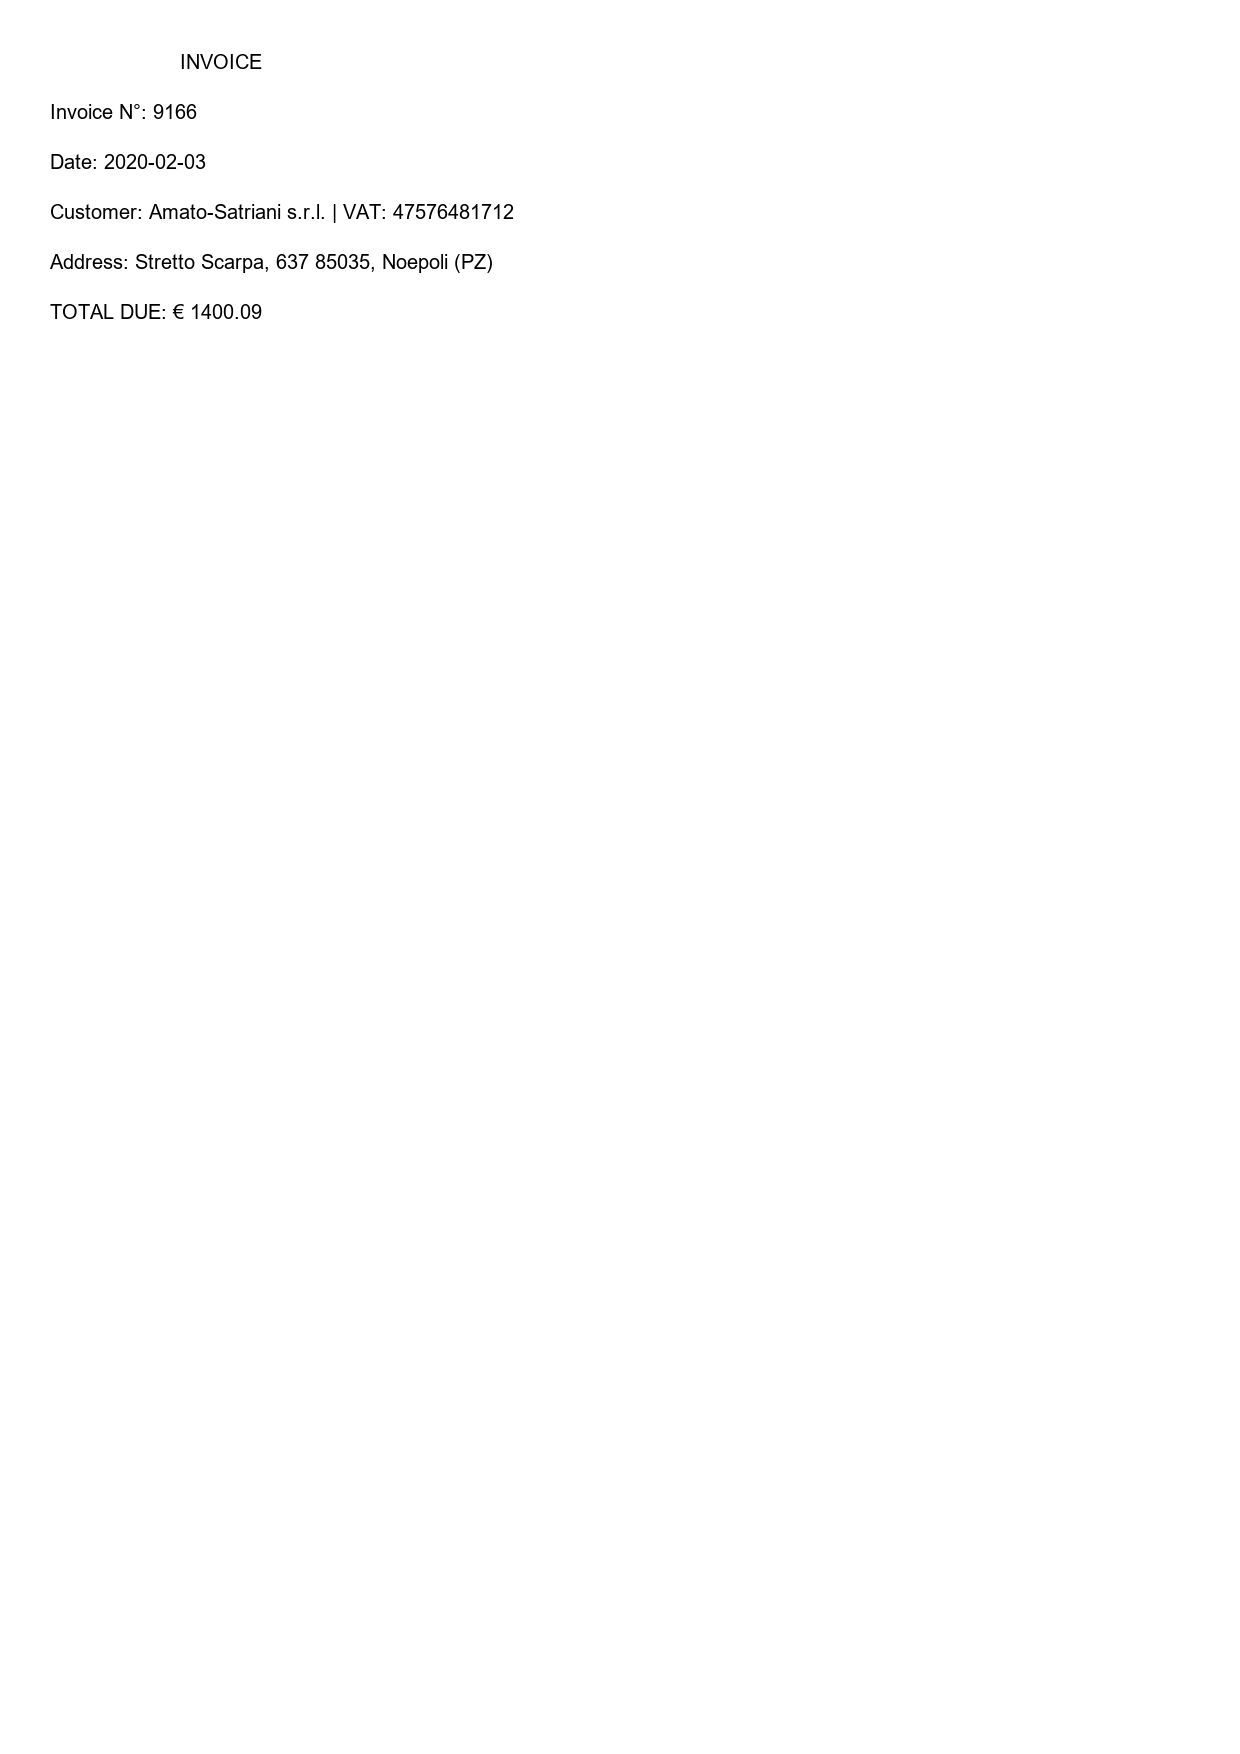 INVOICE
Invoice N°: 9166
Date: 2020-02-03
Customer: Amato-Satriani s.r.l. | VAT: 47576481712
Address: Stretto Scarpa, 637 85035, Noepoli (PZ)
TOTAL DUE: € 1400.09